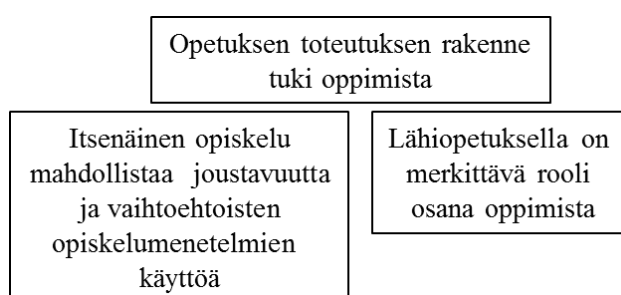 Opetuksen toteutuksen rakenne
tuki oppimista
Itsenäinen opiskelu
mahdollistaa joustavuutta
ja vaihtoehtoisten
opiskelumenetelmien
käyttöä
Lähiopetuksella on
merkittävä rooli
osana oppimista